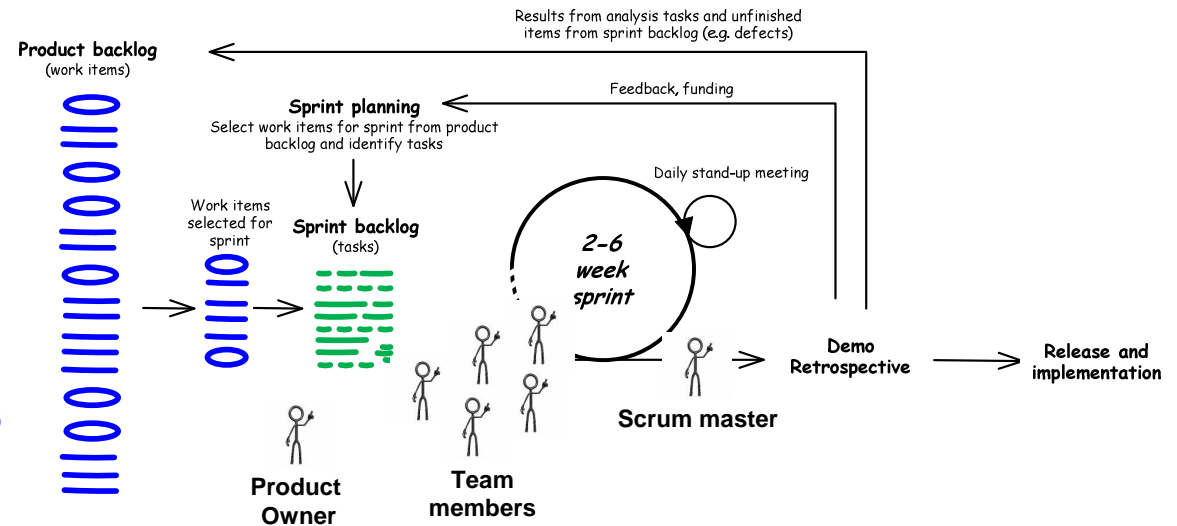 Results from analysis tasks and unfinished
items from sprint backlog (e.g. defects)
Product backlog
(work items)
Feedback, funding
Sprint planning
Select work items for sprint from product
backlog and identify tasks
Daily stand-up meeting
Work items
selected for
sprint
Sprint backlog
(tasks)
2-6
week
sprint
Demo
Retrospective
Release and
implementation
Scrum master
Team
members
Product
Owner